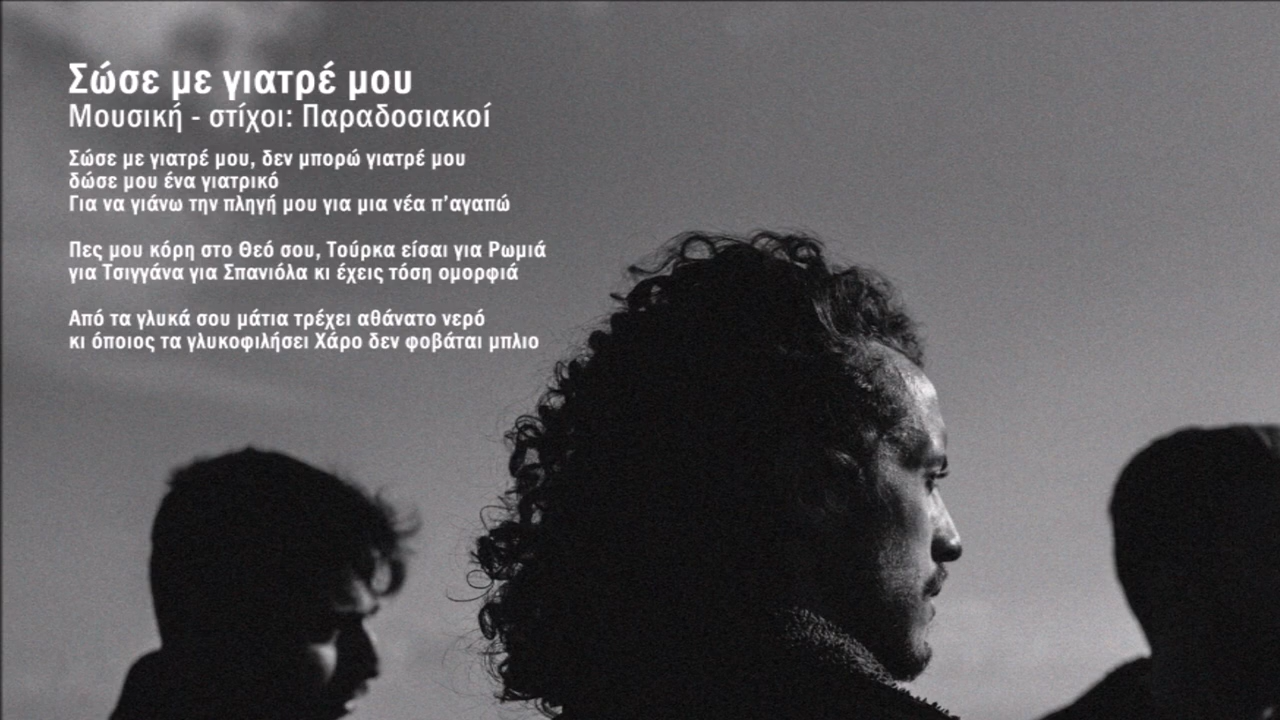 Σώσε με γιατρέ μου
Μουσική - στίχοι: Παραδοσιακοί
Σώσε με γιατρέ μου, δεν μπορώ γιατρέ μου
δώσε μου ένα γιατρικό
Για να γιάνω την πληγή μου για μια νέα π'αγαπώ
Πες μου κόρη στο Θεό σου, Τούρκα είσαι για Ρωμιά
για Τσιγγάνα για Σπανιόλα κι έχεις τόση ομορφιά
Από τα γλυκά σου μάτια τρέχει αθάνατο νερό
κι όποιος τα γλυκοφιλήσει Χάρο δεν φοβάται μπλιο